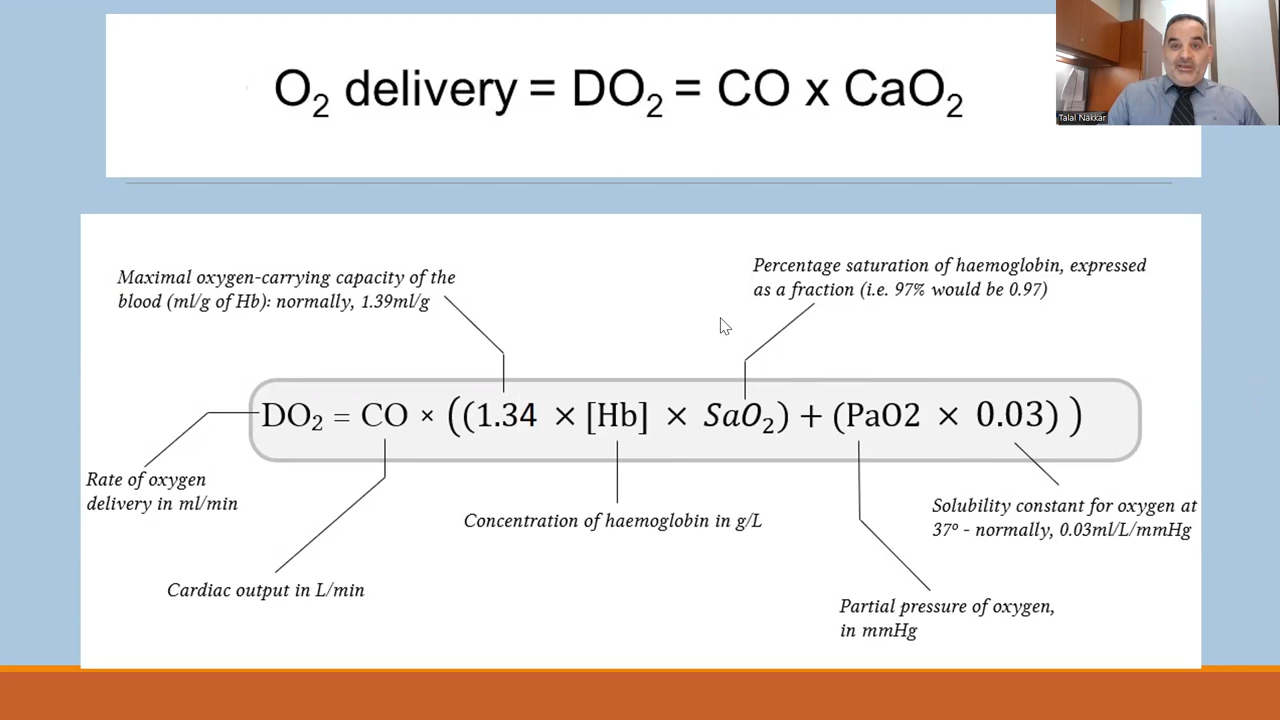 O₂ delivery = DO₂ = CO x CaO₂
Talal Nakkar
Maximal oxygen-carrying capacity of the
blood (ml/g of Hb): normally, 1.39ml/g
Percentage saturation of haemoglobin, expressed
as a fraction (i.e. 97% would be 0.97)
DO₂ = CO × ((1.34 × [Hb] × SaO₂) + (PaO2 × 0.03) )
Rate of oxygen
delivery in ml/min
Concentration of haemoglobin in g/L
Solubility constant for oxygen at
37º - normally, 0.03ml/L/mmHg
Cardiac output in L/min
Partial pressure of oxygen,
in mmHg